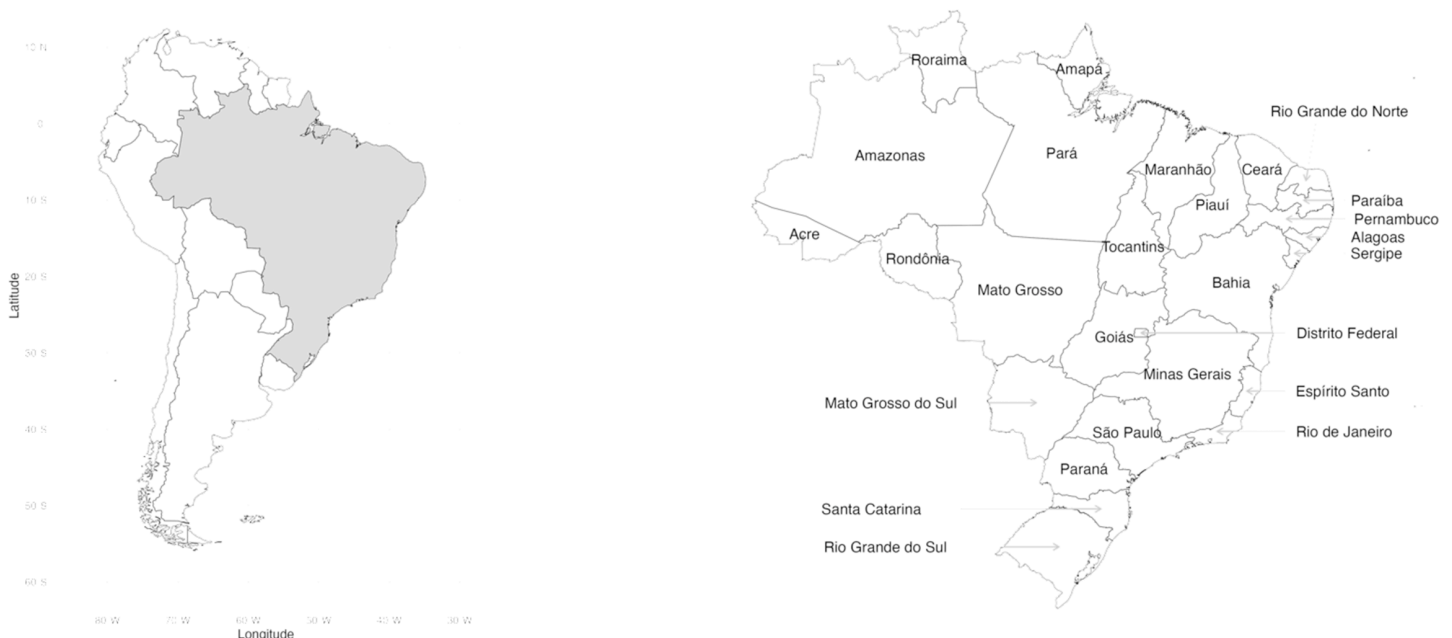 10 N
0
10 S
20 S
30 S
40 S
50 S
60 S
Latitude
80 W
70 W
60 W
50 W
40 W
30 W
Longitude
Roraima
Amapá
Rio Grande do Norte
Amazonas
Pará
Maranhão
Ceará
Piauí
Paraíba
Pernambuco
Alagoas
Sergipe
Acre
Rondônia
Tocantins
Mato Grosso
Bahia
Goiás
Distrito Federal
Minas Gerais
Espírito Santo
Mato Grosso do Sul
São Paulo
Rio de Janeiro
Paraná
Santa Catarina
Rio Grande do Sul